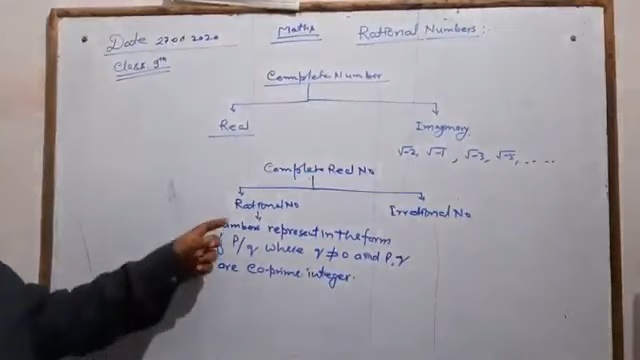 Date 27 01 2020
Maths
Rational Numbers:
Class 9th
Complete Number
Real
Imaginary
√-2, √-1, √-3, √-5, ....
Complete Real No
Rational No
Irrational No
represent in the form
P/q where q ≠ 0 and P, q
are Co-prime integer.